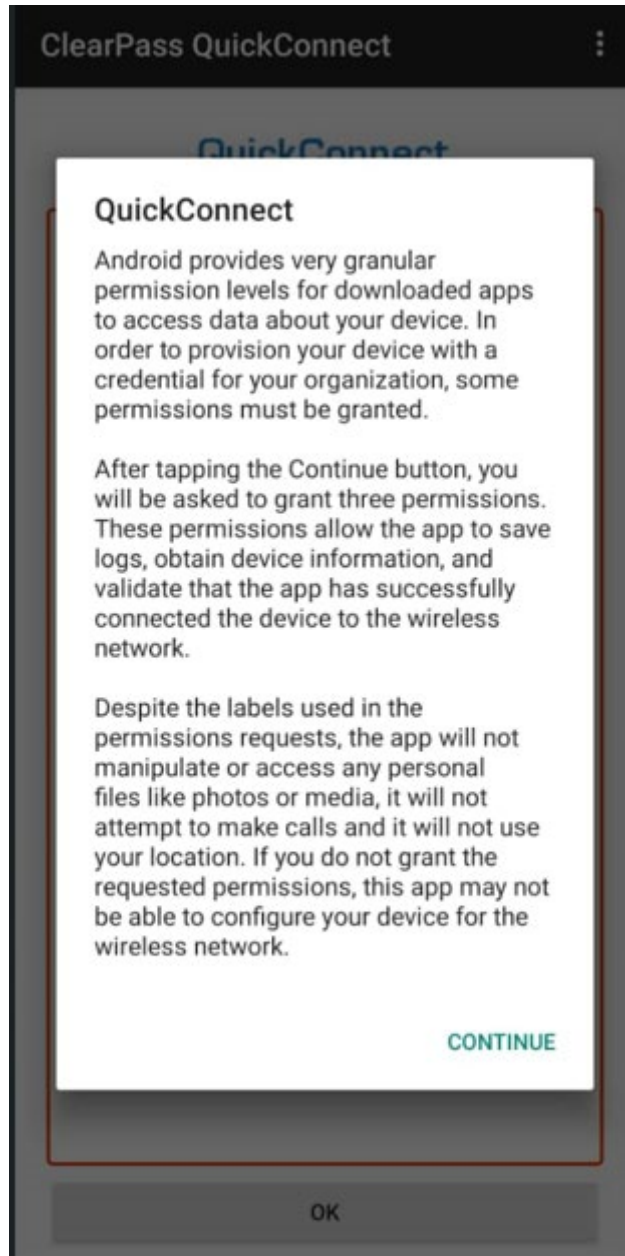 ClearPass QuickConnect
QuickConnect
QuickConnect
Android provides very granular
permission levels for downloaded apps
to access data about your device. In
order to provision your device with a
credential for your organization, some
permissions must be granted.
After tapping the Continue button, you
will be asked to grant three permissions.
These permissions allow the app to save
logs, obtain device information, and
validate that the app has successfully
connected the device to the wireless
network.
Despite the labels used in the
permissions requests, the app will not
manipulate or access any personal
files like photos or media, it will not
attempt to make calls and it will not use
your location. If you do not grant the
requested permissions, this app may not
be able to configure your device for the
wireless network.
CONTINUE
OK